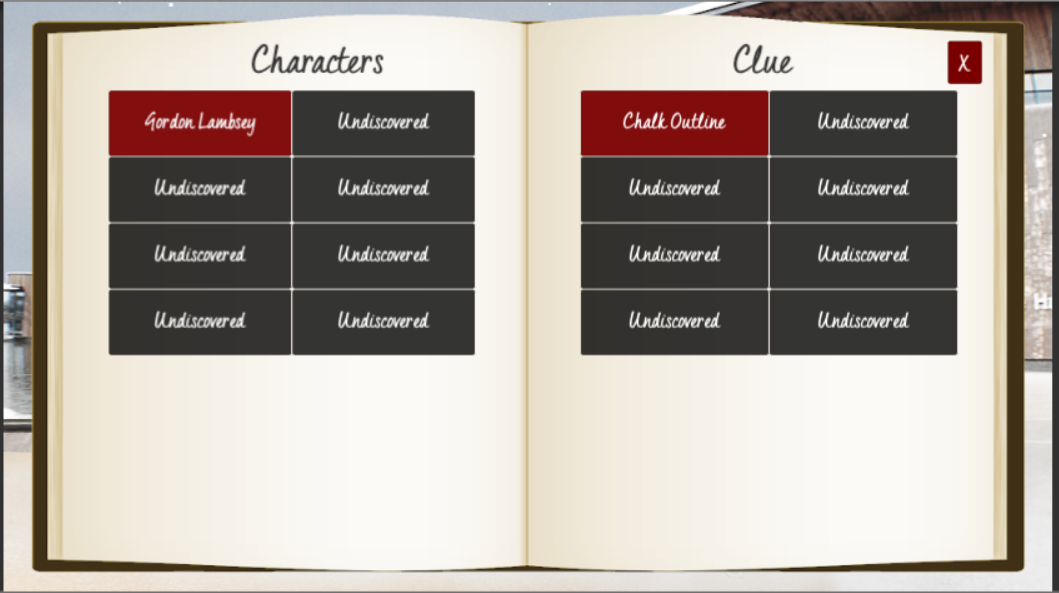 Characters
Gordon Lambsey Undiscovered
Undiscovered Undiscovered
Undiscovered Undiscovered
Undiscovered Undiscovered
Clue
X
Chalk Outline Undiscovered
Undiscovered Undiscovered
Undiscovered Undiscovered
Undiscovered Undiscovered